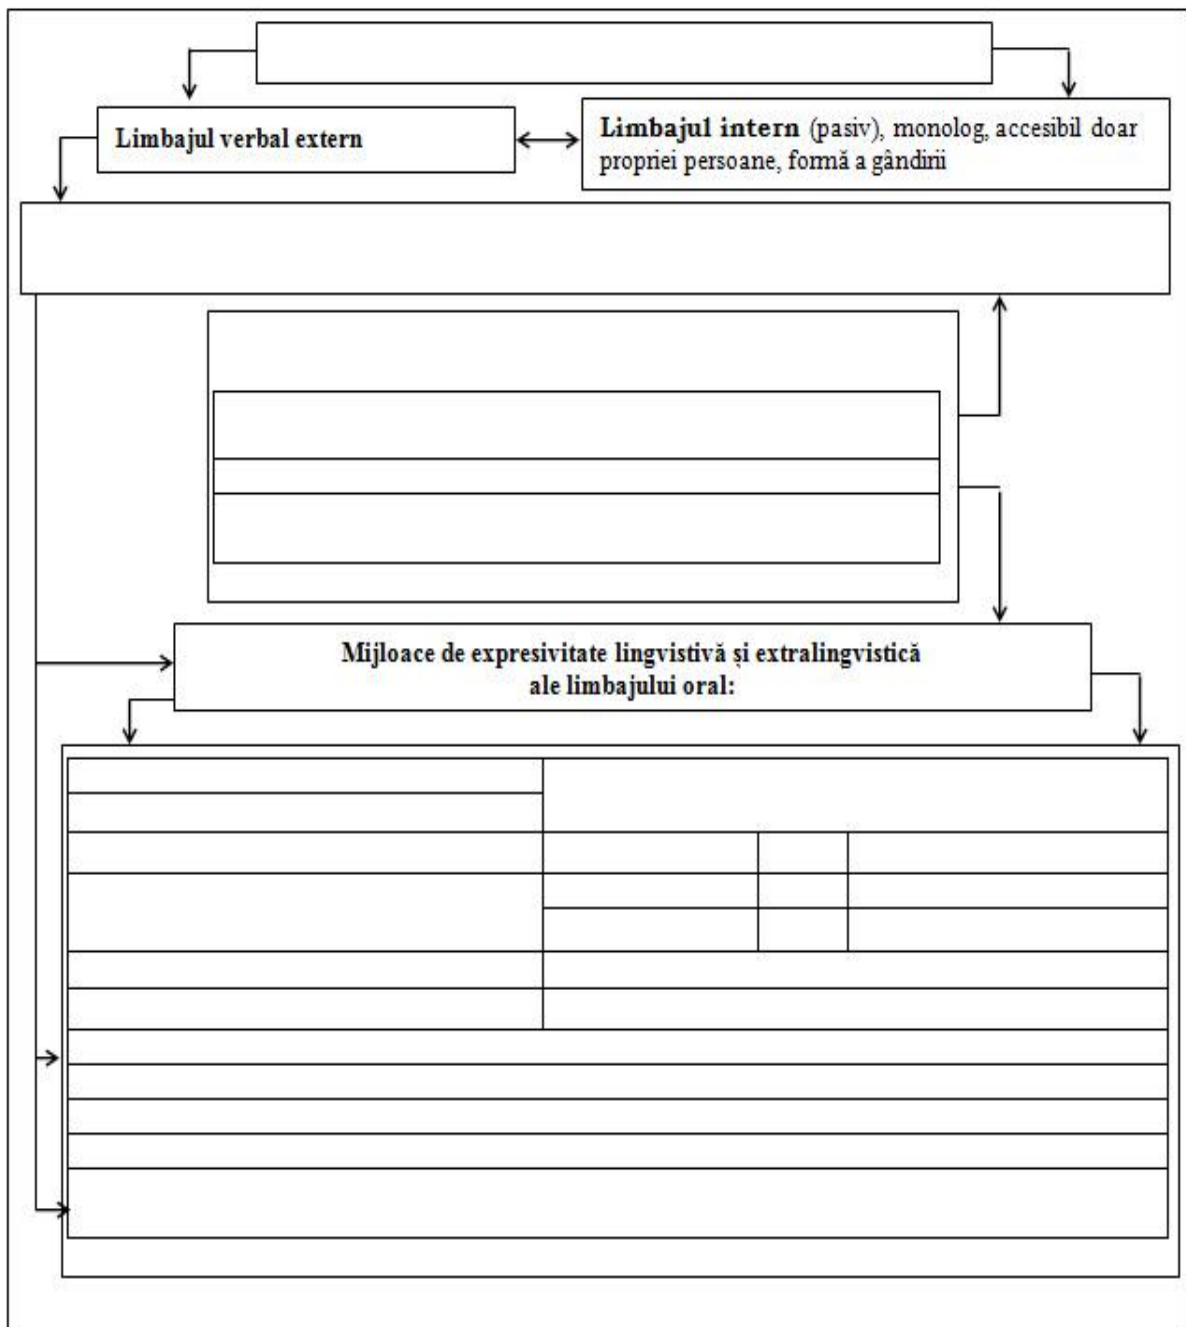 Limbajul verbal extern
Limbajul intern (pasiv), monolog, accesibil doar
propriei persoane, formă a gândirii
Mijloace de expresivitate lingvistivă și extralingvistică
ale limbajului oral: